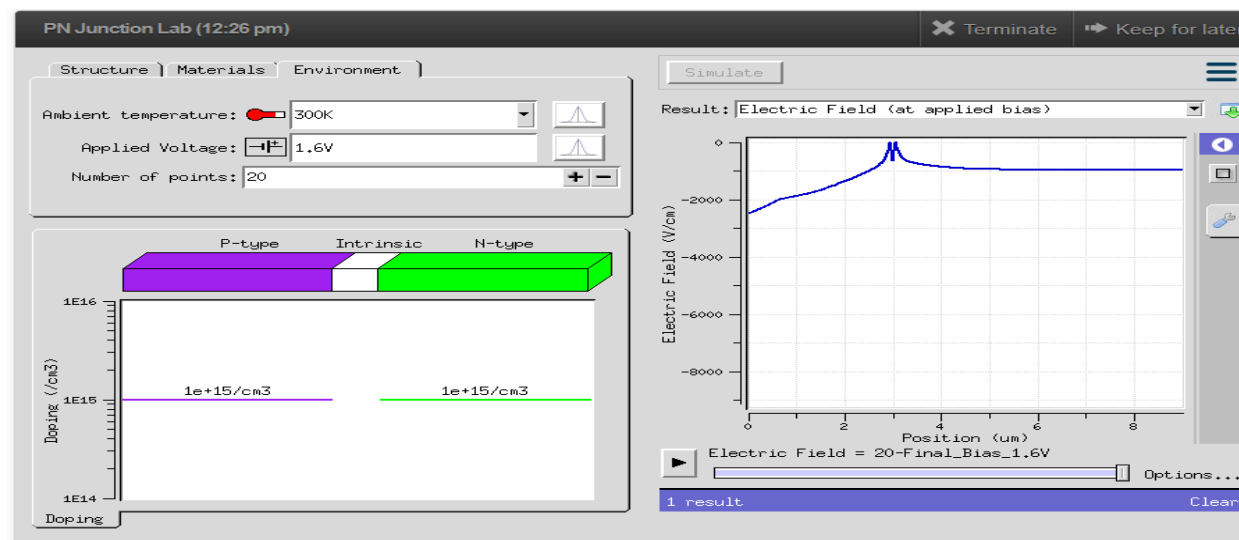 PN Junction Lab (12:26 pm)
Terminate
Keep for later
Structure Materials Environment
Ambient temperature: 300K
Applied Voltage: 1.6V
Number of points: 20
P-type Intrinsic N-type
1E16
1E15
1E14
Doping (/cm3)
1e+15/cm3 1e+15/cm3
Doping
Simulate
Result: Electric Field (at applied bias)
0
-2000
-4000
-6000
-8000
Electric Field (V/cm)
0 2 4 6 8
Position (um)
Electric Field = 20-Final_Bias_1.6V
Options...
1 result Clear